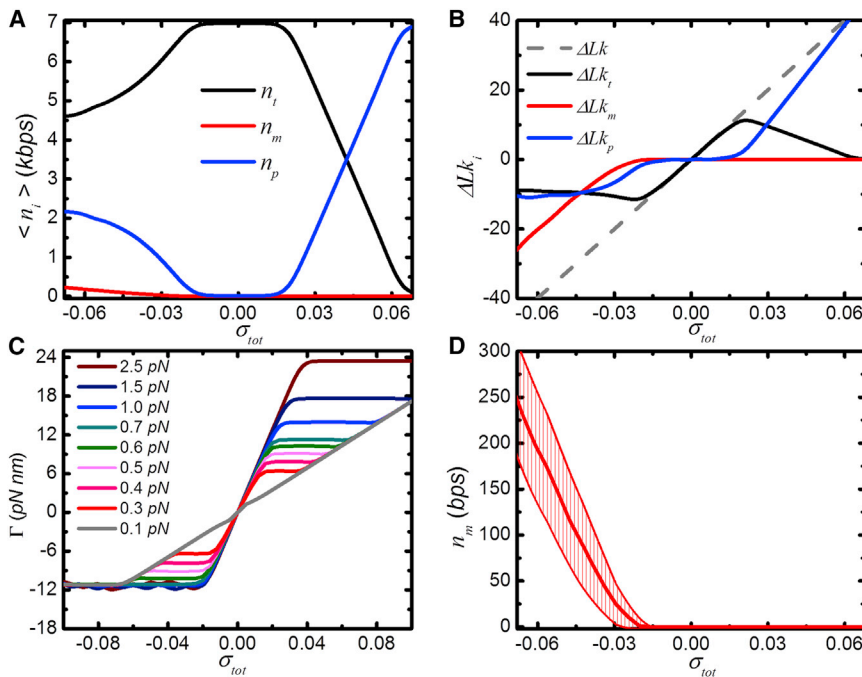 A
< n_i > (kbps)
7
6
5
4
3
2
1
0
n_t
n_m
n_p
-0.06 -0.03 0.00 0.03 0.06
σ_tot
B
ΔLk_i
40
20
0
-20
-40
ΔLk
ΔLk_t
ΔLk_m
ΔLk_p
-0.06 -0.03 0.00 0.03 0.06
σ_tot
C
Γ (pN nm)
24
18
12
6
0
-6
-12
-18
2.5 pN
1.5 pN
1.0 pN
0.7 pN
0.6 pN
0.5 pN
0.4 pN
0.3 pN
0.1 pN
-0.08 -0.04 0.00 0.04 0.08
σ_tot
D
n_m (bps)
300
250
200
150
100
50
0
-0.06 -0.03 0.00 0.03 0.06
σ_tot